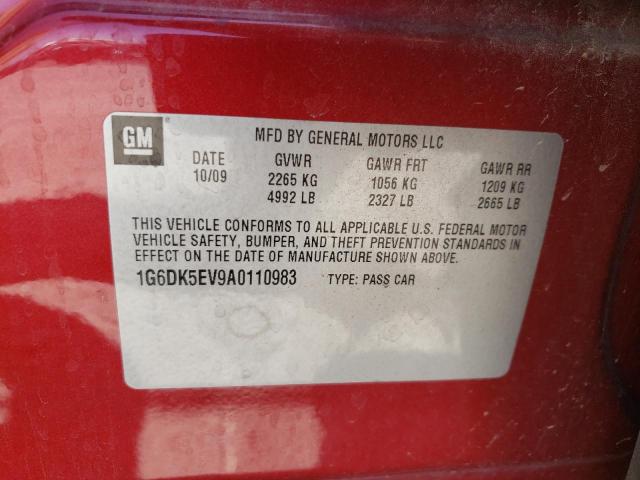 GM
MFD BY GENERAL MOTORS LLC
DATE GVWR GAWR FRT GAWR RR
10/09 2265 KG 1056 KG 1209 KG
4992 LB 2327 LB 2665 LB
THIS VEHICLE CONFORMS TO ALL APPLICABLE U.S. FEDERAL MOTOR
VEHICLE SAFETY, BUMPER, AND THEFT PREVENTION STANDARDS IN
EFFECT ON THE DATE OF MANUFACTURE SHOWN ABOVE.
1G6DK5EV9A0110983 TYPE: PASS CAR